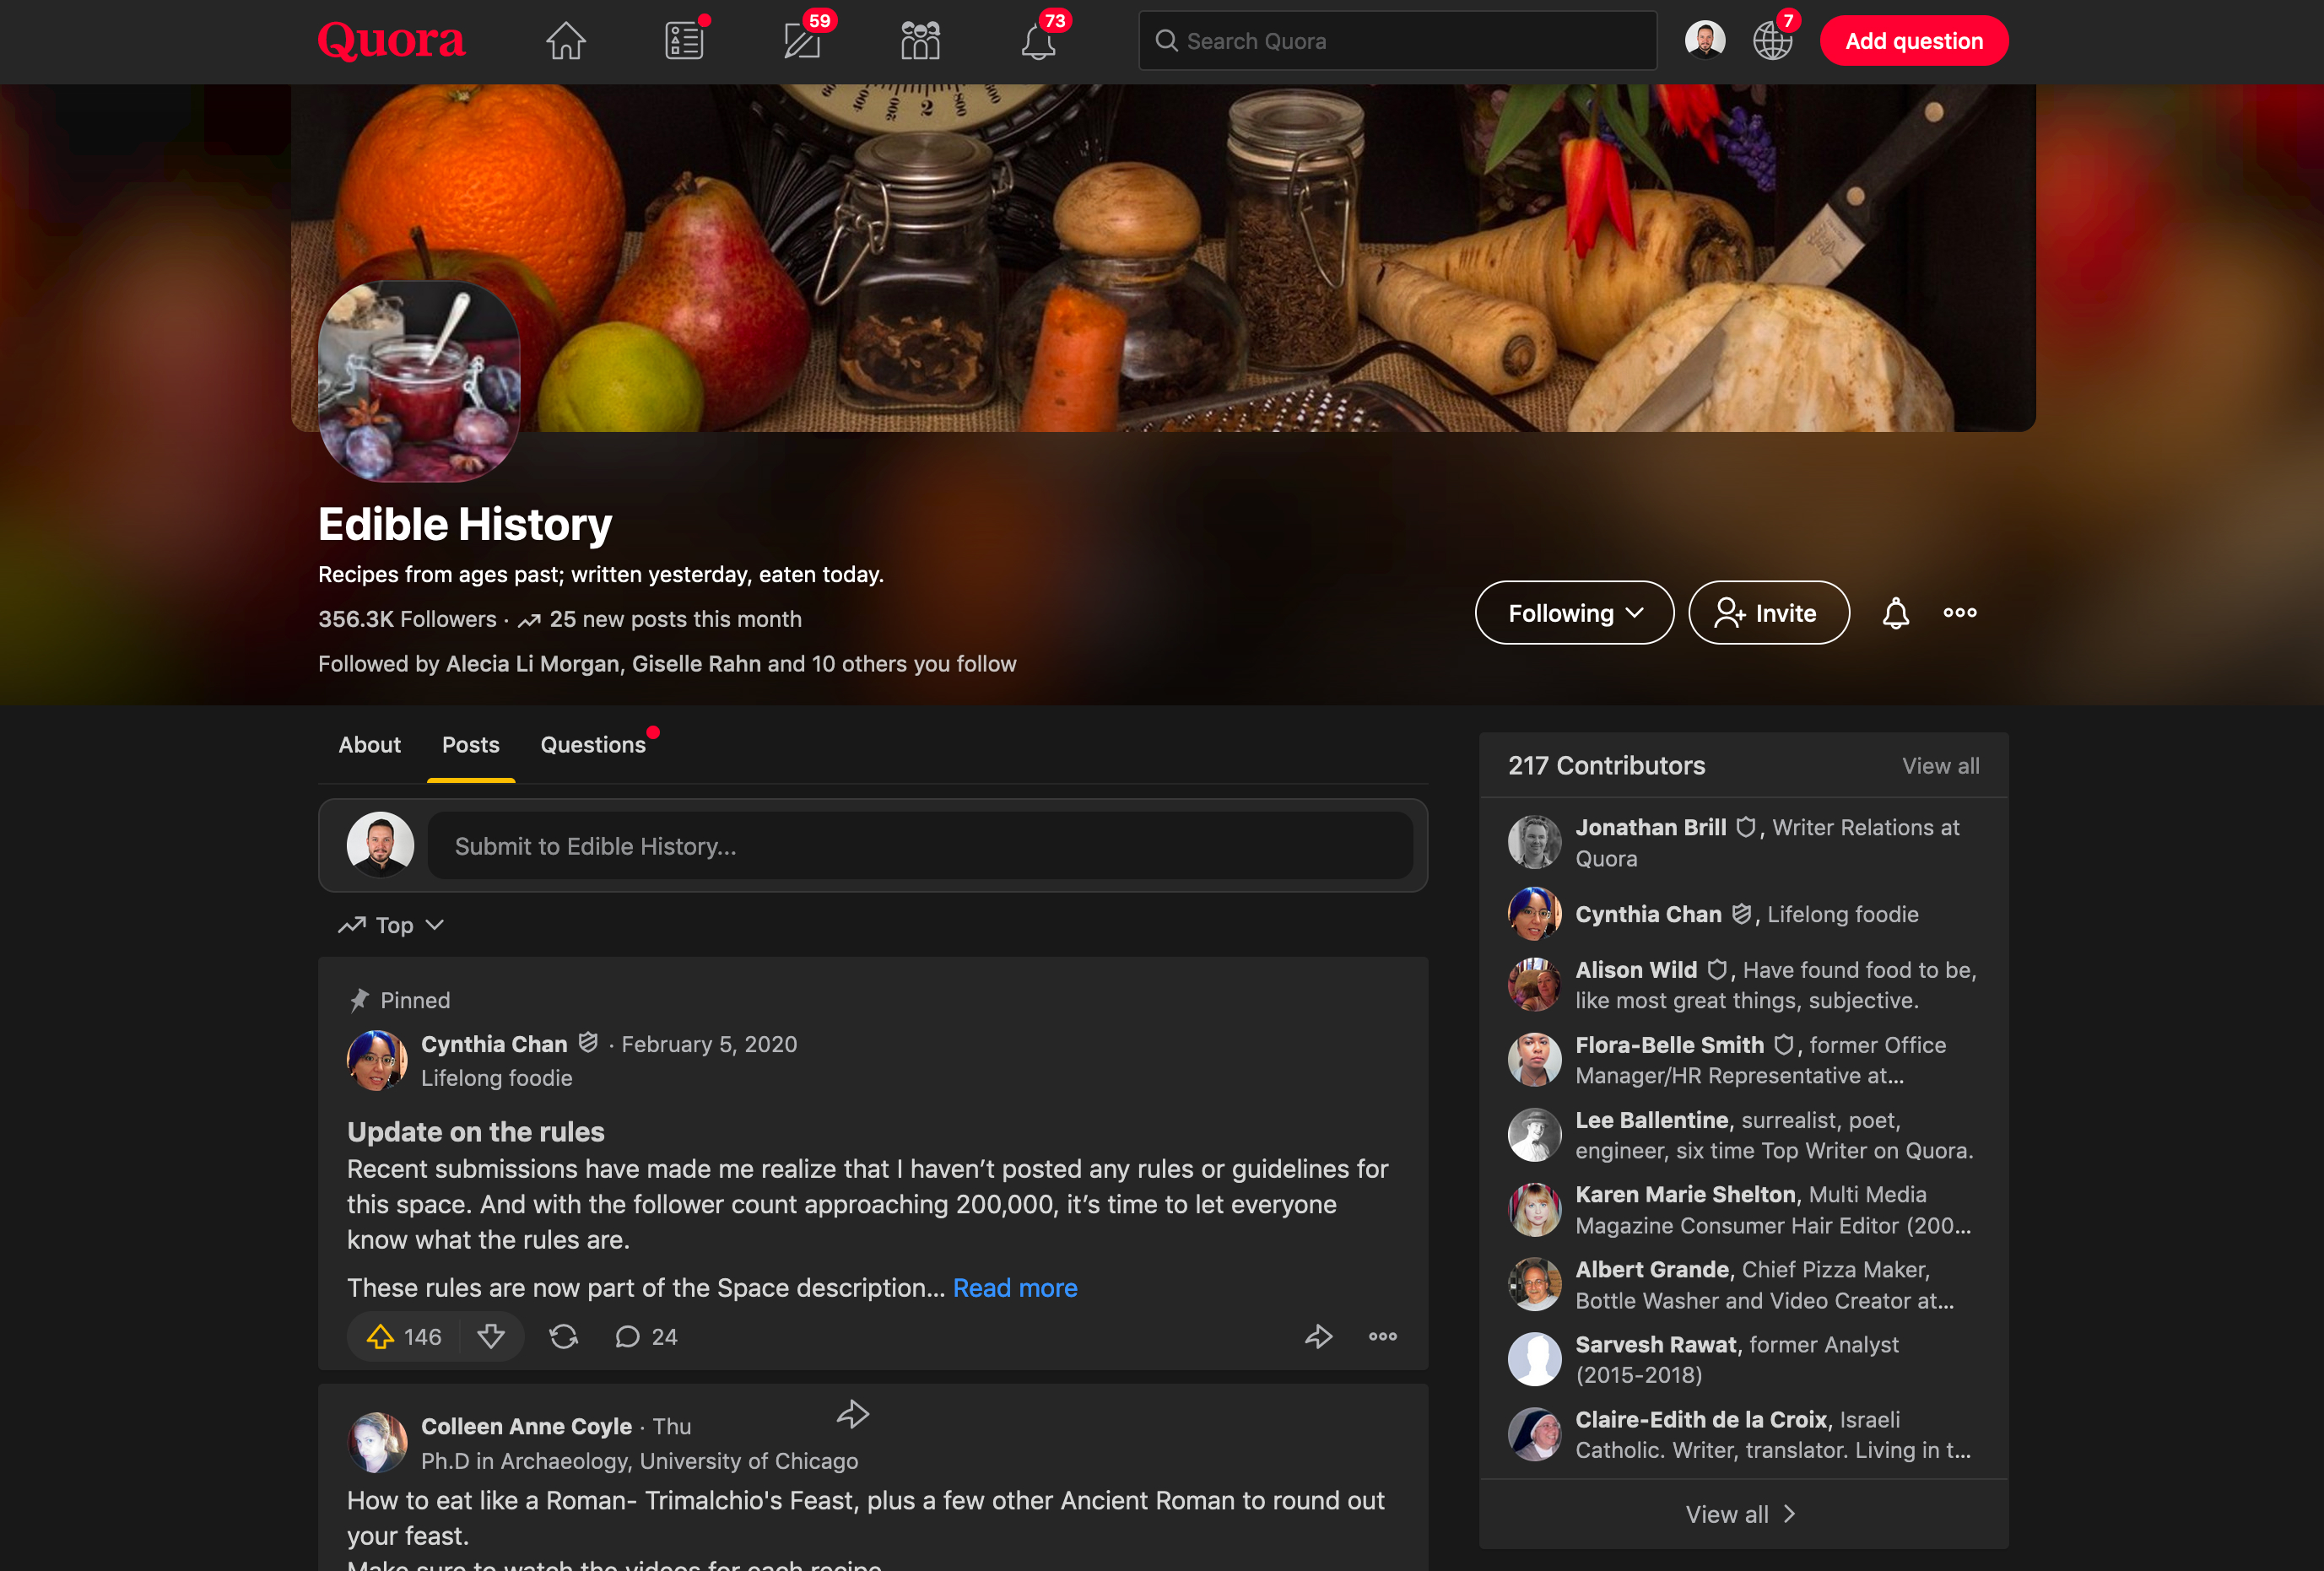 Quora
59
73
Search Quora
7
Add question
Edible History
Recipes from ages past; written yesterday, eaten today.
356.3K Followers · 25 new posts this month
Followed by Alecia Li Morgan, Giselle Rahn and 10 others you follow
Following
Invite
About
Posts
Questions
Submit to Edible History...
Top
Pinned
Cynthia Chan · February 5, 2020
Lifelong foodie
Update on the rules
Recent submissions have made me realize that I haven’t posted any rules or guidelines for
this space. And with the follower count approaching 200,000, it’s time to let everyone
know what the rules are.
These rules are now part of the Space description... Read more
146
24
Colleen Anne Coyle · Thu
Ph.D in Archaeology, University of Chicago
How to eat like a Roman- Trimalchio's Feast, plus a few other Ancient Roman to round out
your feast.
Make sure to watch the videos for each recipe
217 Contributors
View all
Jonathan Brill , Writer Relations at
Quora
Cynthia Chan , Lifelong foodie
Alison Wild , Have found food to be,
like most great things, subjective.
Flora-Belle Smith , former Office
Manager/HR Representative at...
Lee Ballentine, surrealist, poet,
engineer, six time Top Writer on Quora.
Karen Marie Shelton, Multi Media
Magazine Consumer Hair Editor (200...
Albert Grande, Chief Pizza Maker,
Bottle Washer and Video Creator at...
Sarvesh Rawat, former Analyst
(2015-2018)
Claire-Edith de la Croix, Israeli
Catholic. Writer, translator. Living in t...
View all